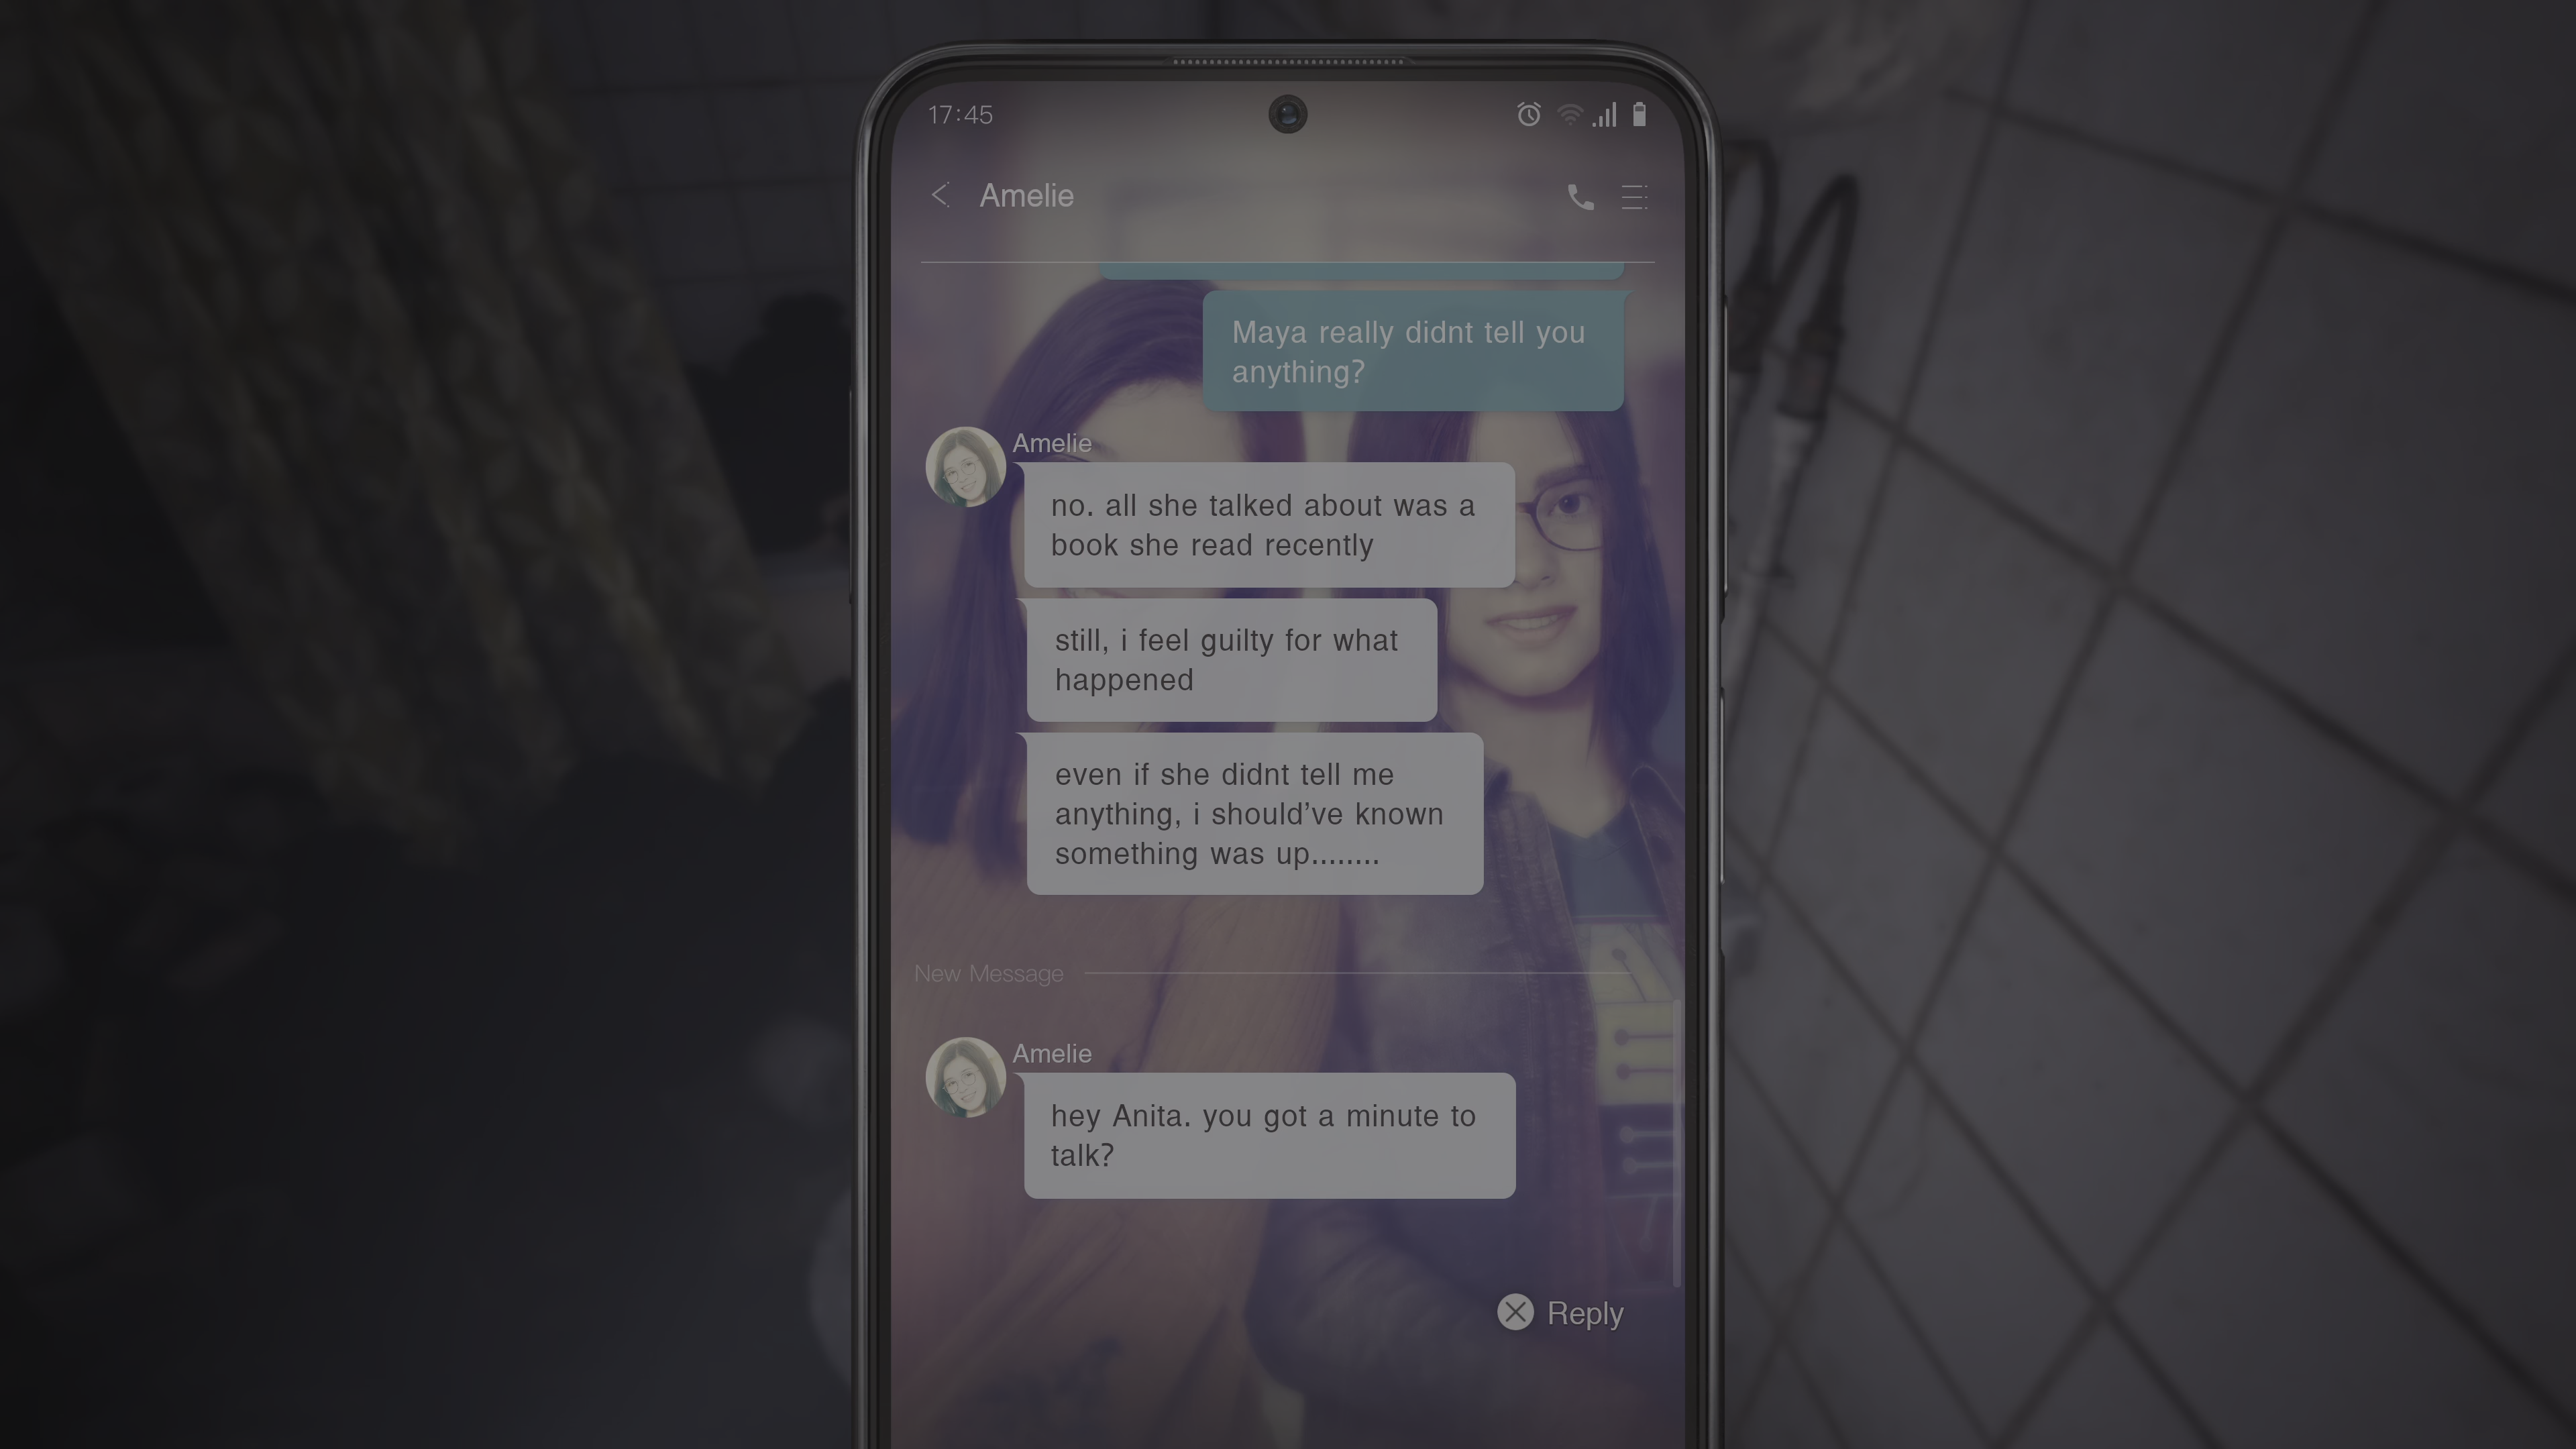 17:45
Amelie
Maya really didnt tell you
anything?
Amelie
no. all she talked about was a
book she read recently
still, i feel guilty for what
happened
even if she didnt tell me
anything, i should’ve known
something was up........
New Message
Amelie
hey Anita. you got a minute to
talk?
Reply